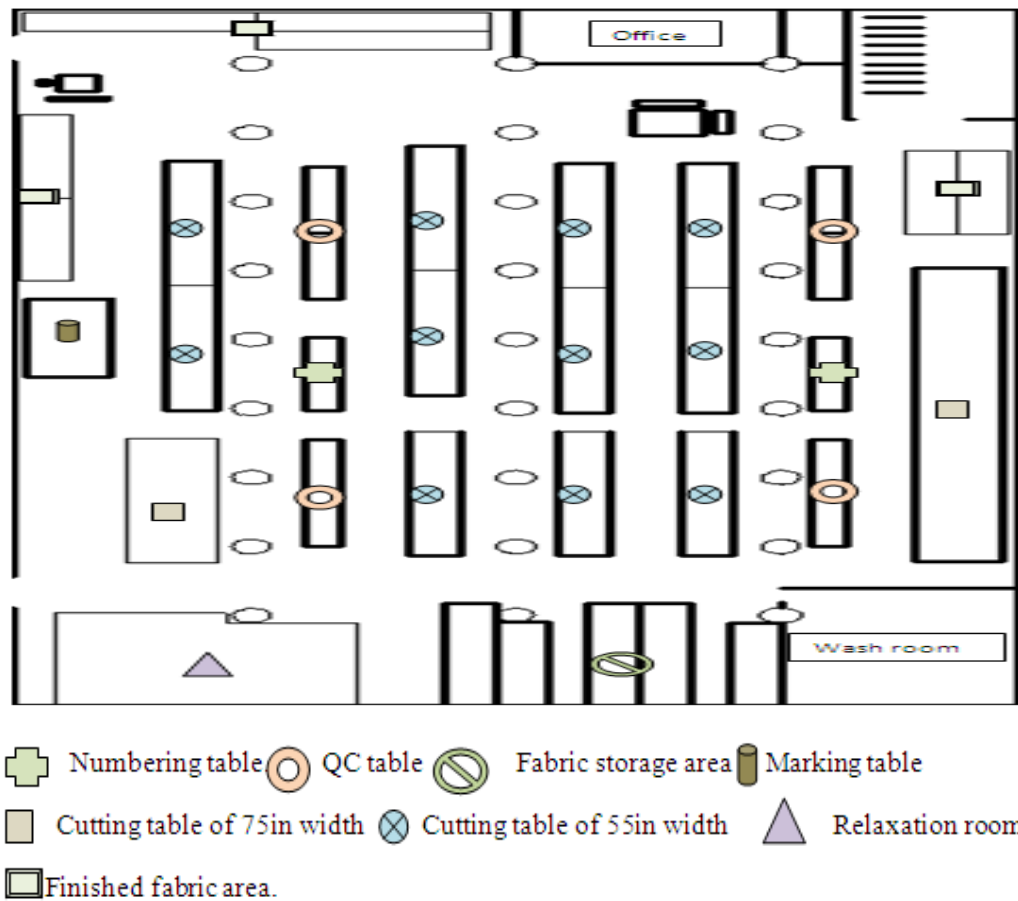 Office
Wash room
Numbering table QC table Fabric storage area Marking table
Cutting table of 75in width Cutting table of 55in width Relaxation room
Finished fabric area.